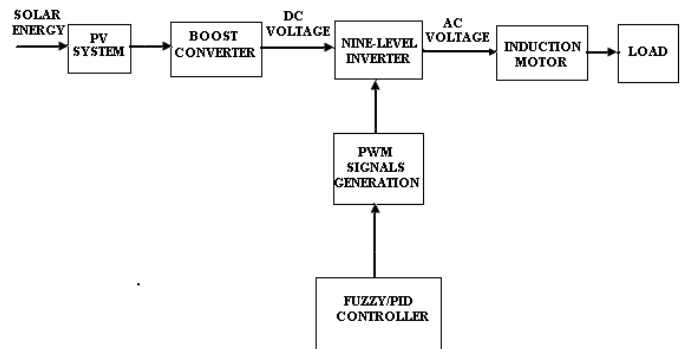 SOLAR
ENERGY
PV
SYSTEM
BOOST
CONVERTER
DC
VOLTAGE
NINE-LEVEL
INVERTER
AC
VOLTAGE
INDUCTION
MOTOR
LOAD
PWM
SIGNALS
GENERATION
FUZZY/PID
CONTROLLER